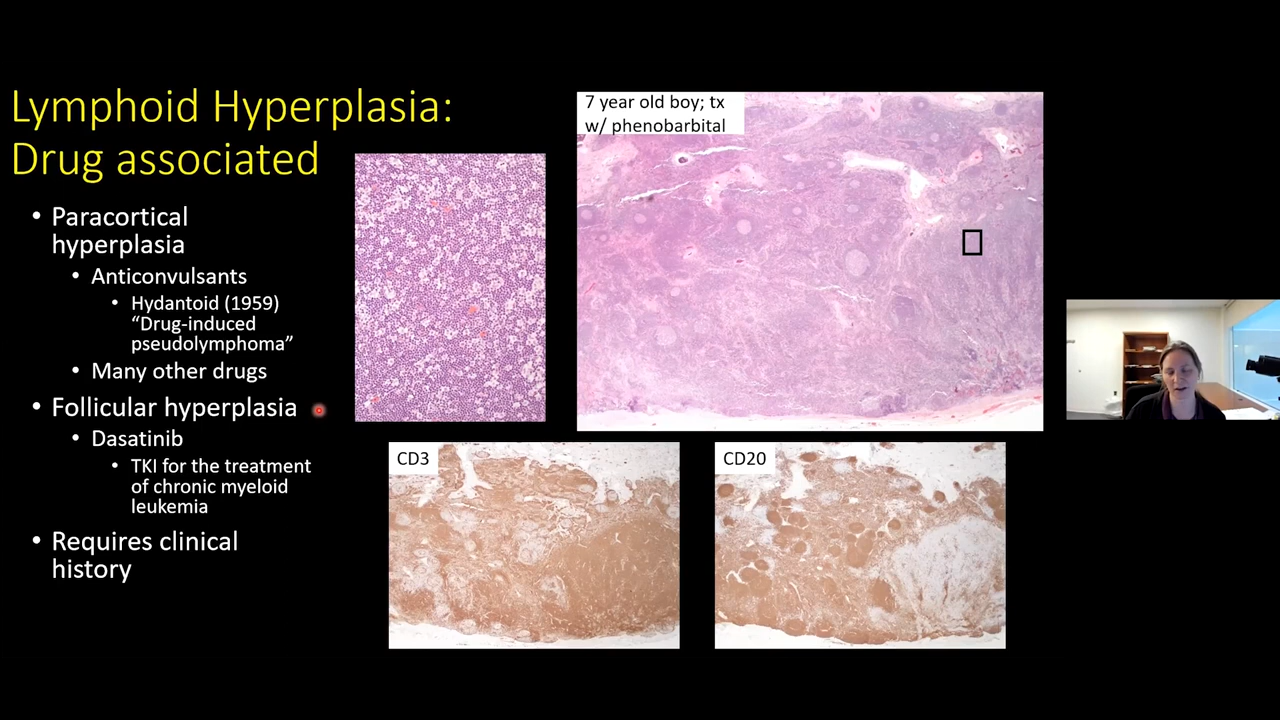 Lymphoid Hyperplasia:
Drug associated
• Paracortical
hyperplasia
• Anticonvulsants
• Hydantoid (1959)
“Drug-induced
pseudolymphoma”
• Many other drugs
• Follicular hyperplasia
• Dasatinib
• TKI for the treatment
of chronic myeloid
leukemia
• Requires clinical
history
7 year old boy; tx
w/ phenobarbital
CD3
CD20